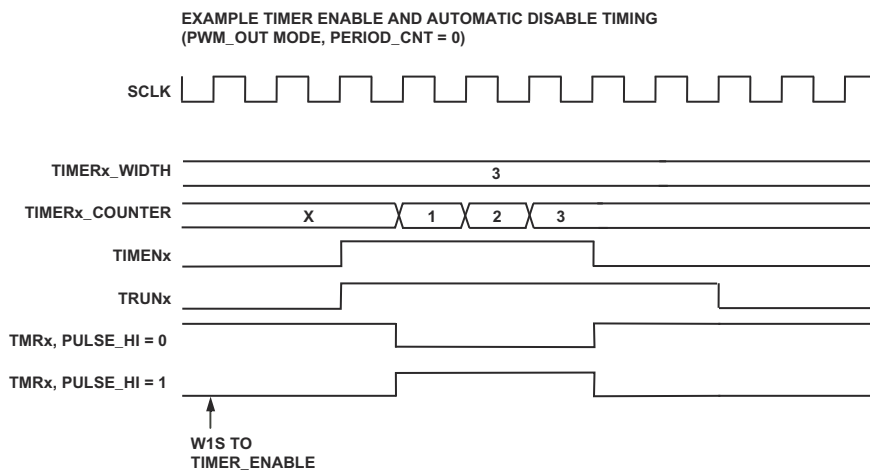 EXAMPLE TIMER ENABLE AND AUTOMATIC DISABLE TIMING
(PWM_OUT MODE, PERIOD_CNT = 0)
SCLK
TIMERx_WIDTH 3
TIMERx_COUNTER X 1 2 3
TIMENx
TRUNx
TMRx, PULSE_HI = 0
TMRx, PULSE_HI = 1
W1S TO
TIMER_ENABLE